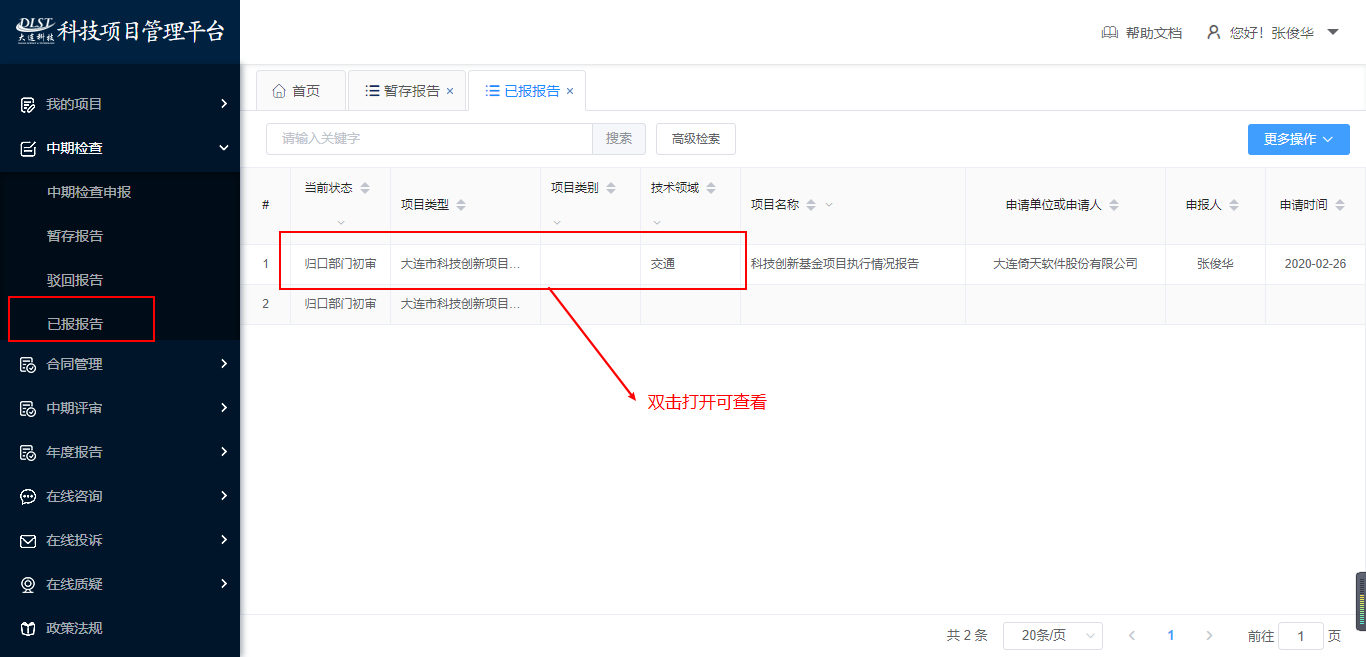 DIST
大连科技
科技项目管理平台
帮助文档
您好！张俊华
我的项目
中期检查
中期检查申报
暂存报告
驳回报告
已报报告
合同管理
中期评审
年度报告
在线咨询
在线投诉
在线质疑
政策法规
首页
暂存报告 ×
已报报告 ×
请输入关键字
搜索
高级检索
更多操作
# 当前状态 项目类型 项目类别 技术领域 项目名称 申请单位或申请人 申报人 申请时间
1 归口部门初审 大连市科技创新项目... 交通 科技创新基金项目执行情况报告 大连倚天软件股份有限公司 张俊华 2020-02-26
2 归口部门初审 大连市科技创新项目...
双击打开可查看
共 2 条 20条/页 1 前往 1 页